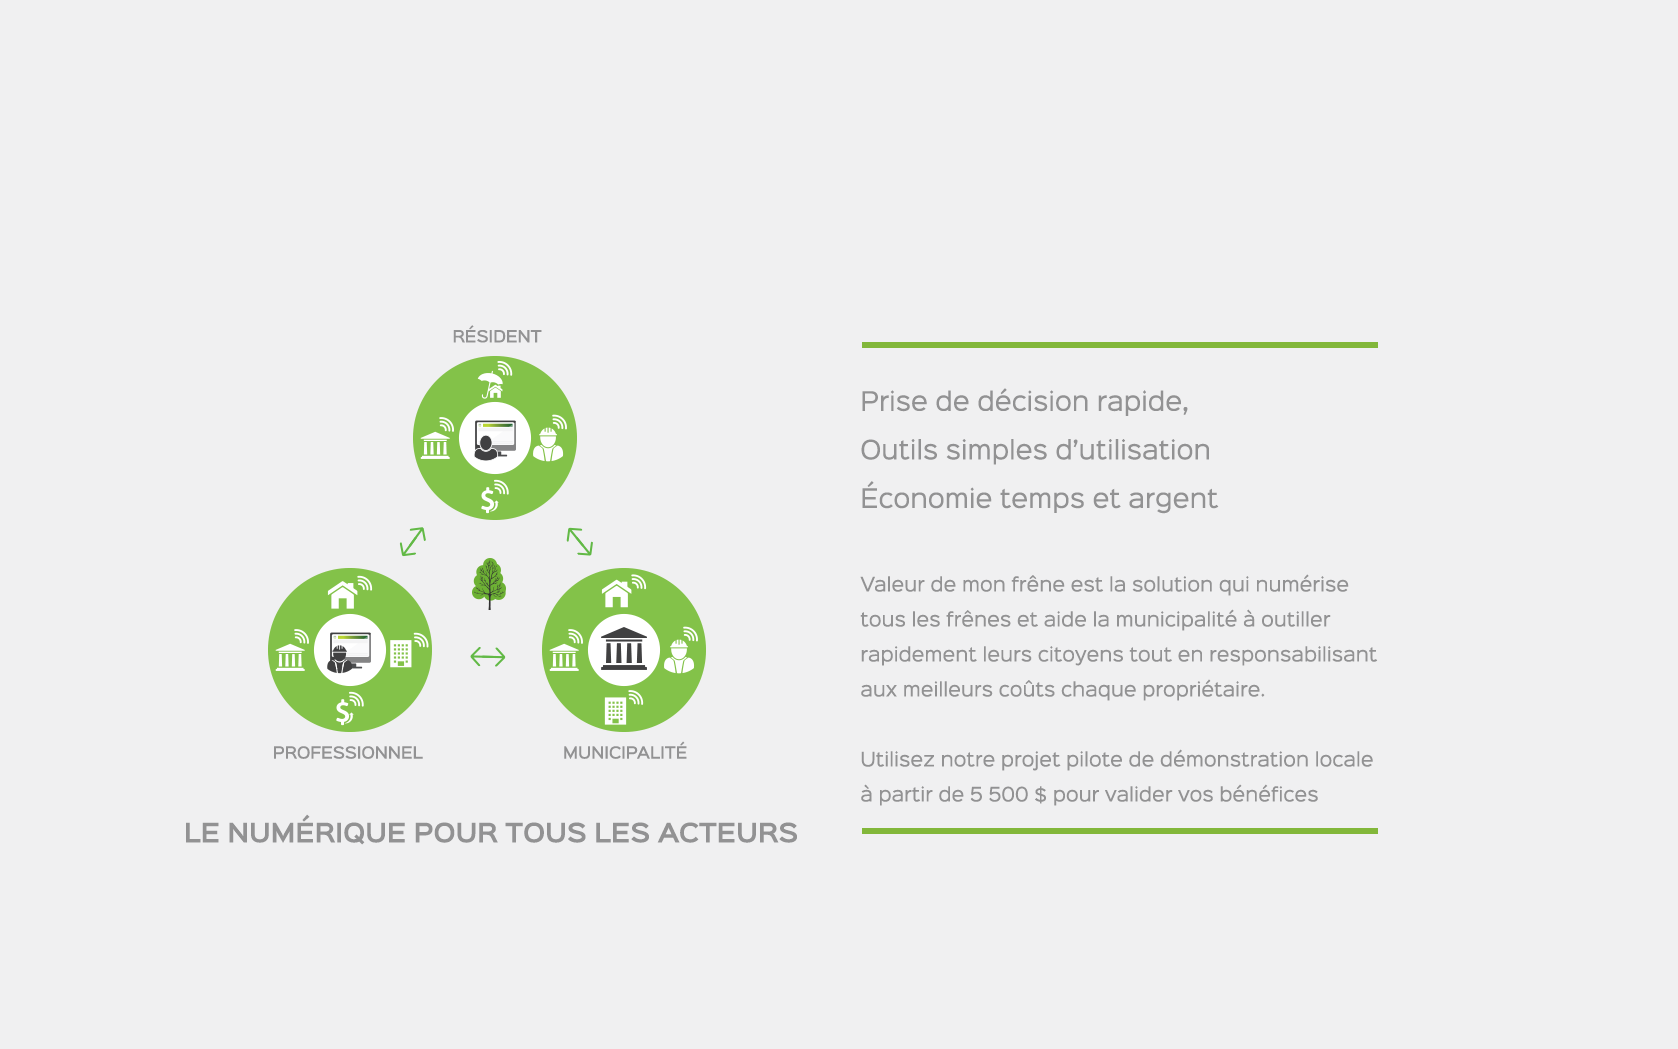 RÉSIDENT
PROFESSIONNEL
MUNICIPALITÉ
LE NUMÉRIQUE POUR TOUS LES ACTEURS
Prise de décision rapide,
Outils simples d’utilisation
Économie temps et argent
Valeur de mon frêne est la solution qui numérise
tous les frênes et aide la municipalité à outiller
rapidement leurs citoyens tout en responsabilisant
aux meilleurs coûts chaque propriétaire.
Utilisez notre projet pilote de démonstration locale
à partir de 5 500 $ pour valider vos bénéfices